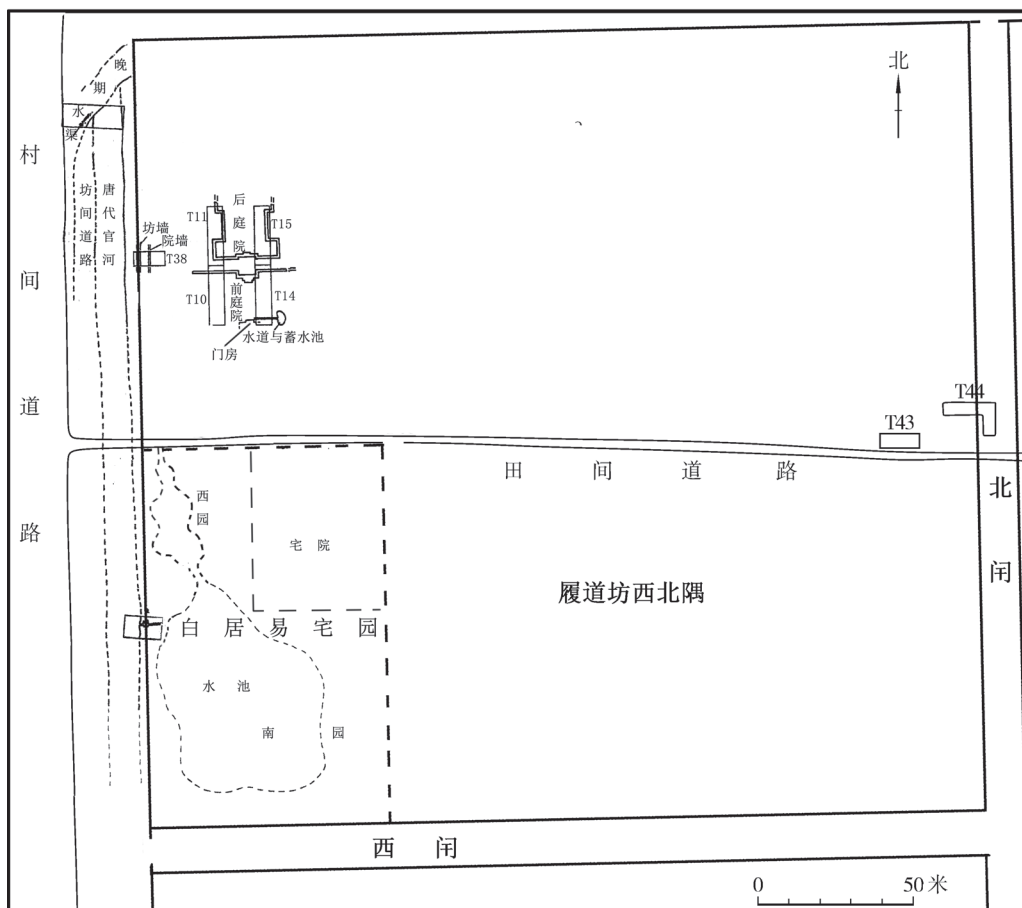 晚期水渠
北
村间道路
坊间道路
唐代官河
坊墙
院墙
T38
T11
后庭院
T15
T10
前庭院
T14
水道与蓄水池
门房
T44
T43
田间道路
北闬
西园
宅院
履道坊西北隅
白居易宅园
水池
南园
西闬
0 50米